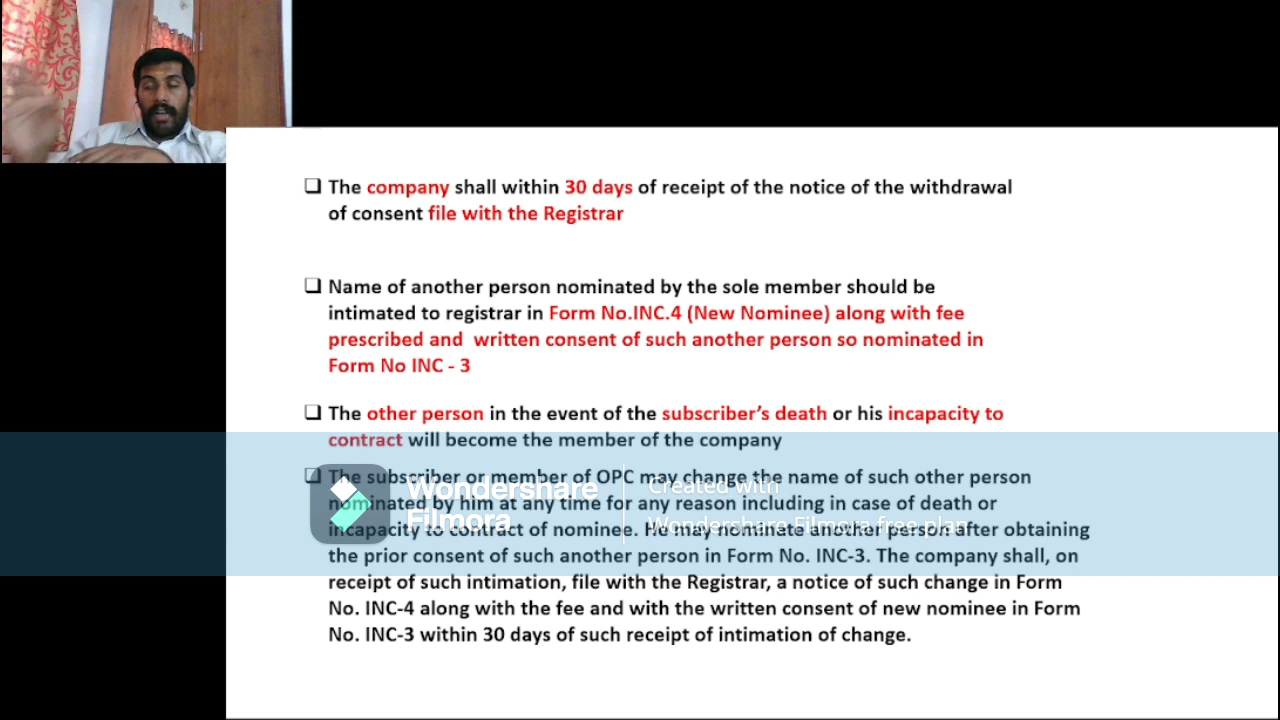 ❑ The company shall within 30 days of receipt of the notice of the withdrawal
of consent file with the Registrar
❑ Name of another person nominated by the sole member should be
intimated to registrar in Form No.INC.4 (New Nominee) along with fee
prescribed and written consent of such another person so nominated in
Form No INC - 3
❑ The other person in the event of the subscriber’s death or his incapacity to
contract will become the member of the company
❑ The subscriber or member of OPC may change the name of such other person
nominated by him at any time for any reason including in case of death or
incapacity to contract of nominee. He may nominate another person after obtaining
the prior consent of such another person in Form No. INC-3. The company shall, on
receipt of such intimation, file with the Registrar, a notice of such change in Form
No. INC-4 along with the fee and with the written consent of new nominee in Form
No. INC-3 within 30 days of such receipt of intimation of change.
Wondershare
Filmora
Created with
Wondershare Filmora free plan